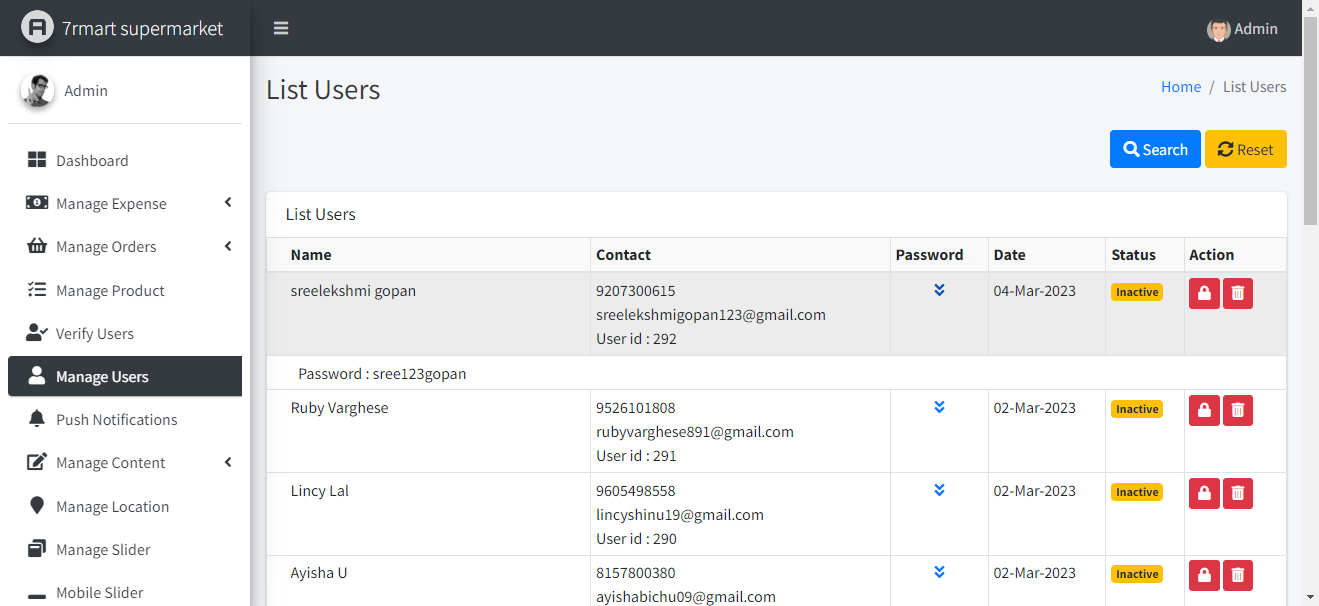 7rmart supermarket
Admin
Admin
Dashboard
Manage Expense
Manage Orders
Manage Product
Verify Users
Manage Users
Push Notifications
Manage Content
Manage Location
Manage Slider
Mobile Slider
List Users
Home / List Users
Search Reset
List Users
Name Contact Password Date Status Action
sreelekshmi gopan 9207300615 04-Mar-2023 Inactive
sreelekshmigopan123@gmail.com
User id : 292
Password : sree123gopan
Ruby Varghese 9526101808 02-Mar-2023 Inactive
rubyvarghese891@gmail.com
User id : 291
Lincy Lal 9605498558 02-Mar-2023 Inactive
lincyshinu19@gmail.com
User id : 290
Ayisha U 8157800380 02-Mar-2023 Inactive
ayishabichu09@gmail.com